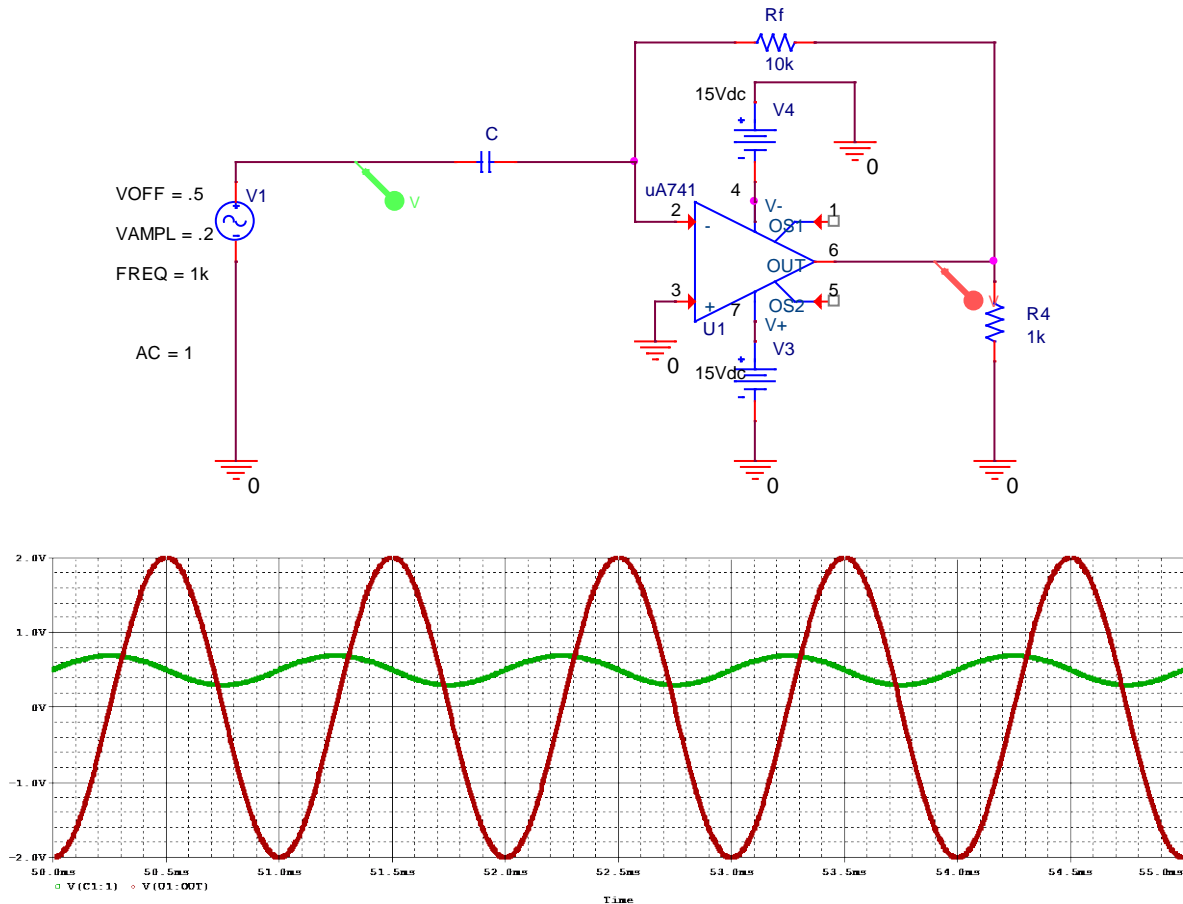 Rf
10k
15Vdc
V4
C
0
VOFF = .5
V1
V
uA741
4
V-
1
2
-
OS1
VAMPL = .2
6
OUT
FREQ = 1k
3
+
7
5
OS2
V
R4
1k
U1
V+
0
V3
AC = 1
15Vdc
0
0
0
2.0V
1.0V
0V
-1.0V
-2.0V
50.0ms 50.5ms 51.0ms 51.5ms 52.0ms 52.5ms 53.0ms 53.5ms 54.0ms 54.5ms 55.0ms
V(C1:1) V(U1:OUT)
Time